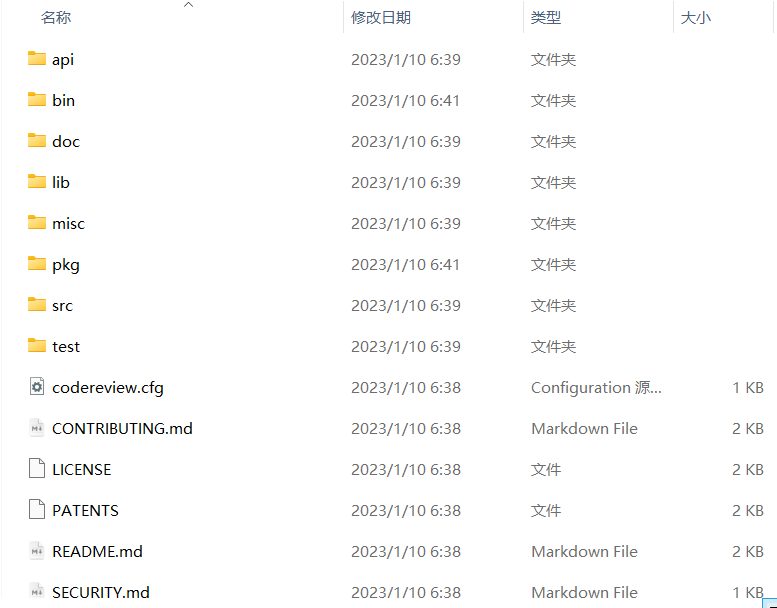 名称 修改日期 类型 大小
api 2023/1/10 6:39 文件夹
bin 2023/1/10 6:41 文件夹
doc 2023/1/10 6:39 文件夹
lib 2023/1/10 6:39 文件夹
misc 2023/1/10 6:39 文件夹
pkg 2023/1/10 6:41 文件夹
src 2023/1/10 6:39 文件夹
test 2023/1/10 6:39 文件夹
codereview.cfg 2023/1/10 6:38 Configuration 源... 1 KB
CONTRIBUTING.md 2023/1/10 6:38 Markdown File 2 KB
LICENSE 2023/1/10 6:38 文件 2 KB
PATENTS 2023/1/10 6:38 文件 2 KB
README.md 2023/1/10 6:38 Markdown File 2 KB
SECURITY.md 2023/1/10 6:38 Markdown File 1 KB